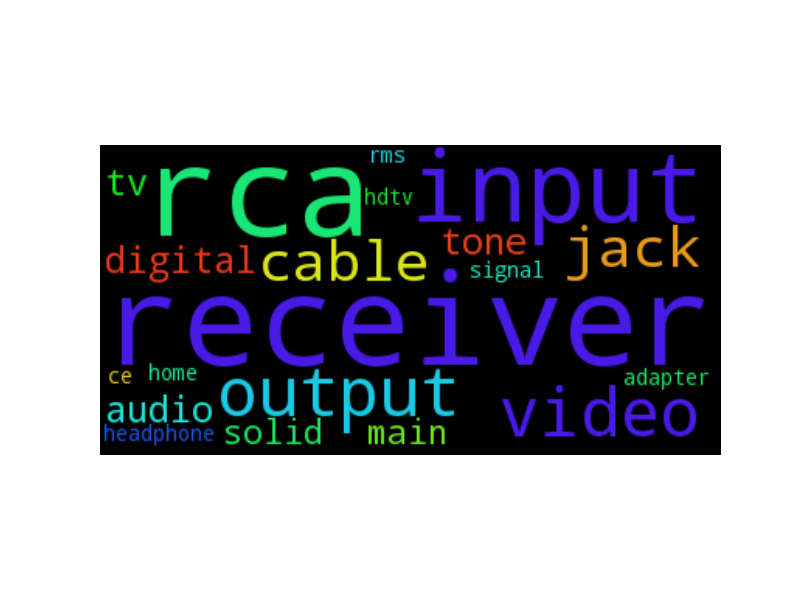 rms
tv rca hdtv input
digital cable tone signal jack
receiver
ce home adapter
audio output video
headphone solid main